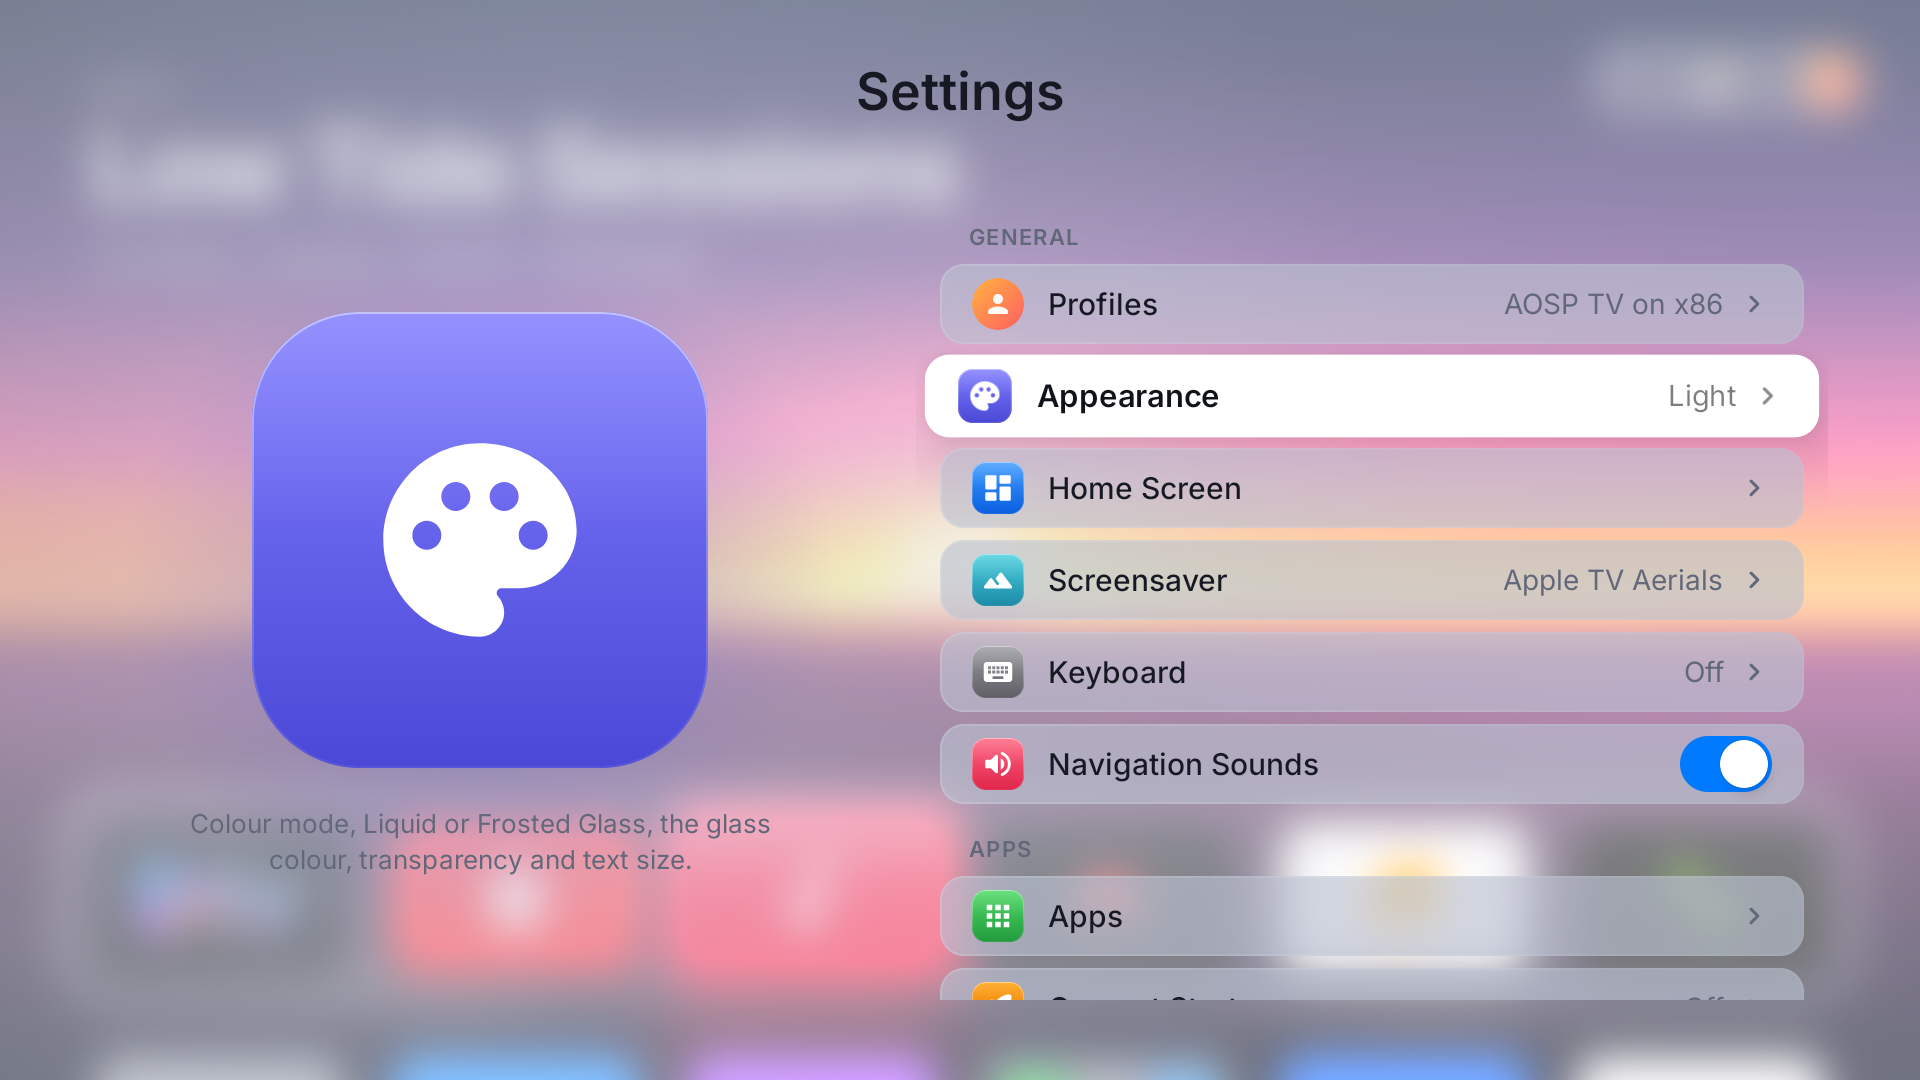 Settings
GENERAL
Profiles
AOSP TV on x86
Appearance
Light
Home Screen
Screensaver
Apple TV Aerials
Keyboard
Off
Navigation Sounds
Colour mode, Liquid or Frosted Glass, the glass
colour, transparency and text size.
APPS
Apps